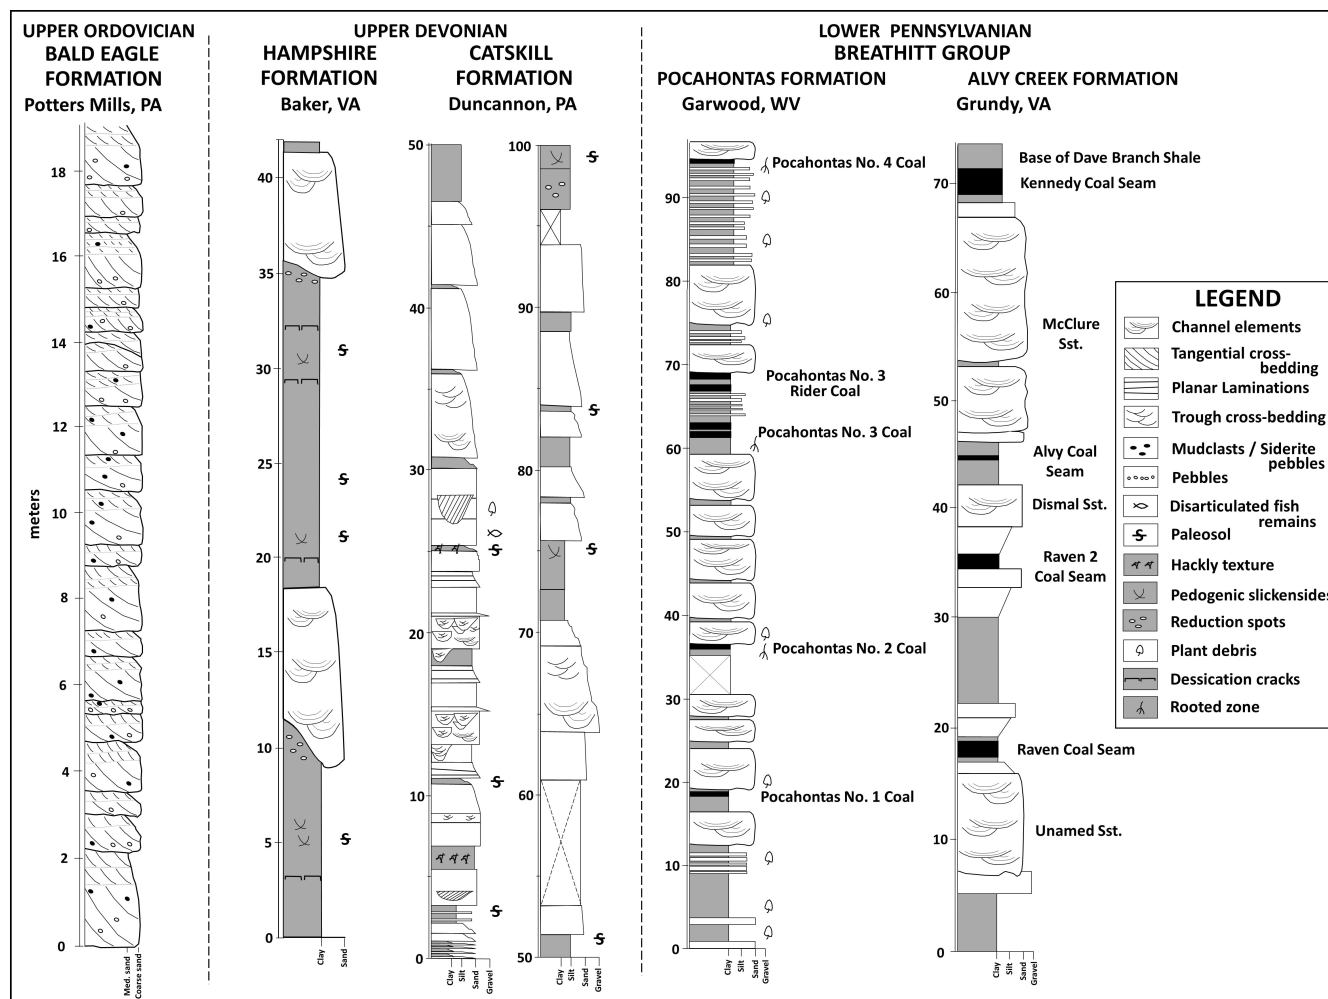 UPPER ORDOVICIAN
BALD EAGLE
FORMATION
Potters Mills, PA
UPPER DEVONIAN
HAMPSHIRE
FORMATION
Baker, VA
CATSKILL
FORMATION
Duncannon, PA
LOWER PENNSYLVANIAN
BREATHITT GROUP
POCAHONTAS FORMATION
Garwood, WV
ALVY CREEK FORMATION
Grundy, VA
meters
18
16
14
12
10
8
6
4
2
0
Med. sand
Coarse sand
40
35
30
25
20
15
10
5
0
Clay
Sand
50
40
30
20
10
0
Clay
Silt
Sand
Gravel
100
90
80
70
60
50
Clay
Silt
Sand
Gravel
90
80
70
60
50
40
30
20
10
0
Clay
Silt
Sand
Gravel
Pocahontas No. 4 Coal
Pocahontas No. 3
Rider Coal
Pocahontas No. 3 Coal
Pocahontas No. 2 Coal
Pocahontas No. 1 Coal
70
60
50
40
30
20
10
0
Clay
Silt
Sand
Gravel
Base of Dave Branch Shale
Kennedy Coal Seam
McClure
Sst.
Alvy Coal
Seam
Dismal Sst.
Raven 2
Coal Seam
Raven Coal Seam
Unamed Sst.
LEGEND
Channel elements
Tangential cross-
bedding
Planar Laminations
Trough cross-bedding
Mudclasts / Siderite
pebbles
Pebbles
Disarticulated fish
remains
Paleosol
Hackly texture
Pedogenic slickensides
Reduction spots
Plant debris
Dessication cracks
Rooted zone